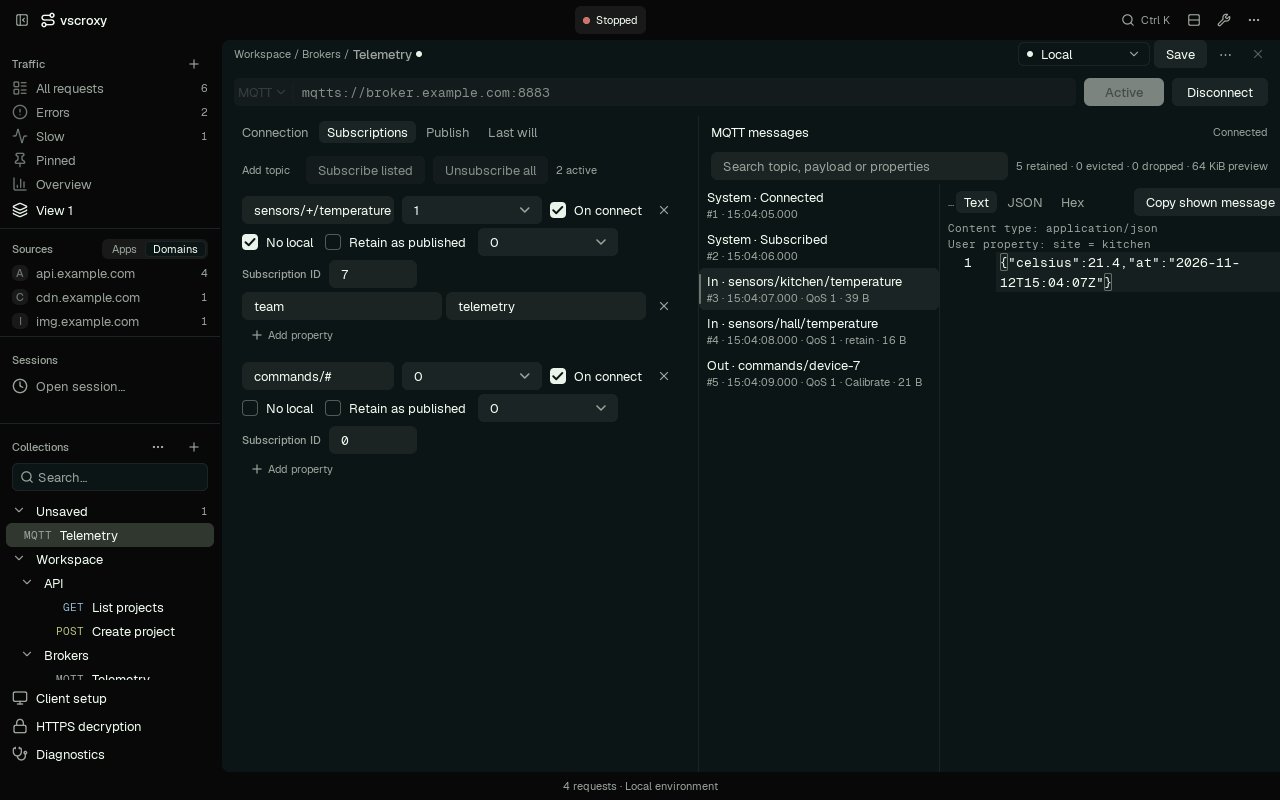 vscroxy
Stopped
Ctrl K
Traffic
All requests 6
Errors 2
Slow 1
Pinned
Overview
View 1
Sources Apps Domains
A api.example.com 4
C cdn.example.com 1
I img.example.com 1
Sessions
Open session…
Collections
Search…
Unsaved 1
MQTT Telemetry
Workspace
API
GET List projects
POST Create project
Brokers
MQTT Telemetry
Client setup
HTTPS decryption
Diagnostics
Workspace / Brokers / Telemetry
Local
Save
MQTT mqtts://broker.example.com:8883
Active
Disconnect
Connection Subscriptions Publish Last will
Add topic Subscribe listed Unsubscribe all 2 active
sensors/+/temperature 1 On connect
No local Retain as published 0
Subscription ID 7
team telemetry
Add property
commands/# 0 On connect
No local Retain as published 0
Subscription ID 0
Add property
MQTT messages Connected
Search topic, payload or properties
5 retained · 0 evicted · 0 dropped · 64 KiB preview
System · Connected
#1 · 15:04:05.000
System · Subscribed
#2 · 15:04:06.000
In · sensors/kitchen/temperature
#3 · 15:04:07.000 · QoS 1 · 39 B
In · sensors/hall/temperature
#4 · 15:04:08.000 · QoS 1 · retain · 16 B
Out · commands/device-7
#5 · 15:04:09.000 · QoS 1 · Calibrate · 21 B
Text JSON Hex Copy shown message
Content type: application/json
User property: site = kitchen
1 {"celsius":21.4,"at":"2026-11-
12T15:04:07Z"}
4 requests · Local environment